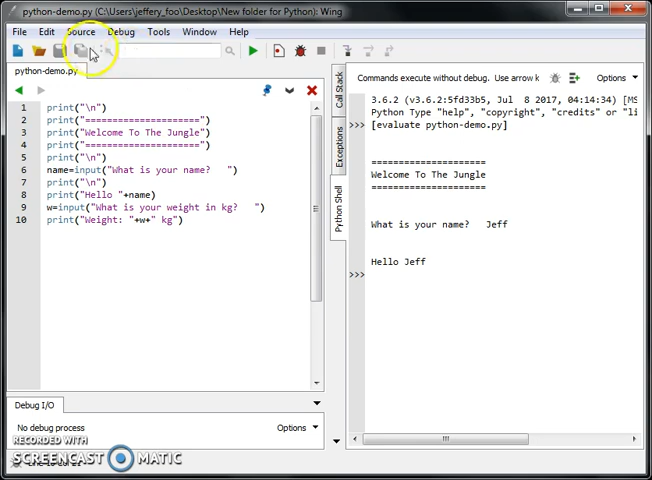 python-demo.py (C:\Users\jeffery_foo\Desktop\New folder for Python): Wing
File Edit Source Debug Tools Window Help
python-demo.py
1 print("\n")
2 print("=====================")
3 print("Welcome To The Jungle")
4 print("=====================")
5 print("\n")
6 name=input("What is your name?   ")
7 print("\n")
8 print("Hello "+name)
9 w=input("What is your weight in kg?   ")
10 print("Weight: "+w+" kg")
Debug I/O
No debug process
Options
RECORDED WITH
SCREENCAST MATIC
Call Stack
Exceptions
Python Shell
Commands execute without debug. Use arrow k
Options
3.6.2 (v3.6.2:5fd33b5, Jul  8 2017, 04:14:34) [MS
Python Type "help", "copyright", "credits" or "li
>>> [evaluate python-demo.py]
=====================
Welcome To The Jungle
=====================
What is your name?   Jeff
Hello Jeff
>>>